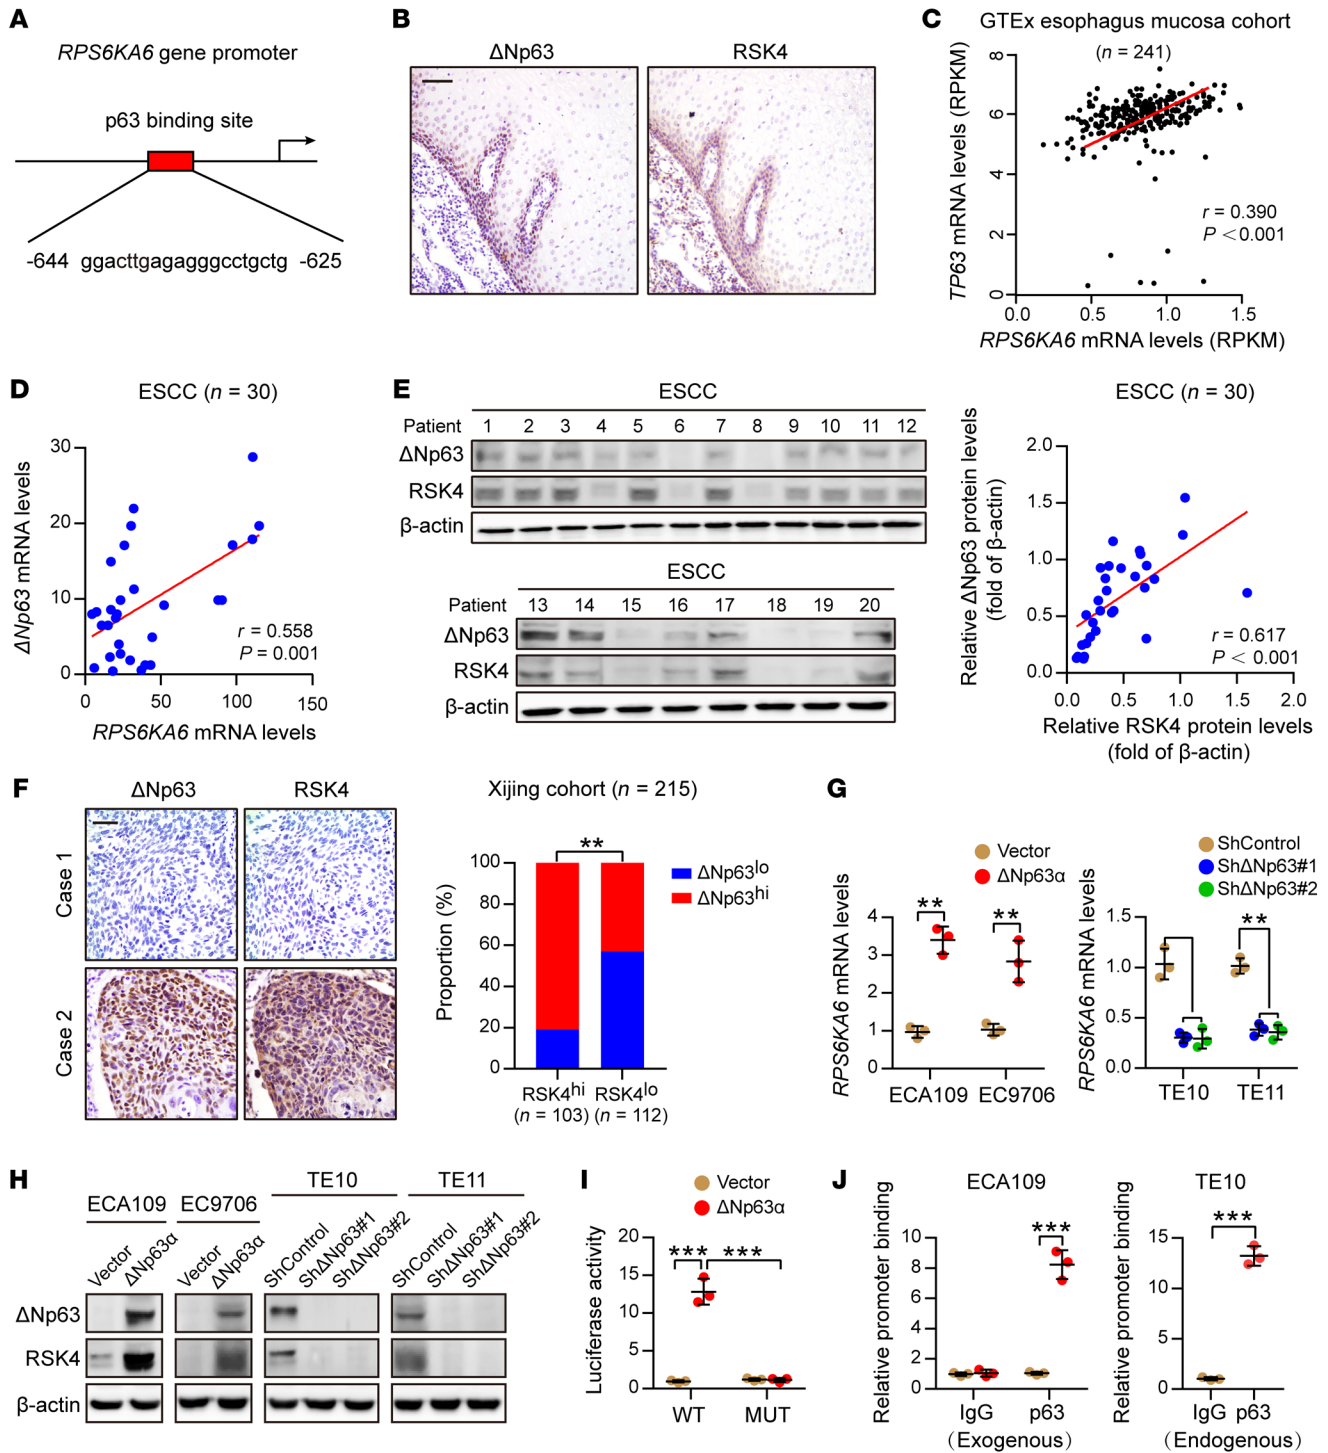 A
RPS6KA6 gene promoter
p63 binding site
-644 ggacttgagagggcctgctg -625
B
ΔNp63 RSK4
C
GTEx esophagus mucosa cohort
(n = 241)
TP63 mRNA levels (RPKM)
8
6
4
2
0
r = 0.390
P < 0.001
0.0 0.5 1.0 1.5
RPS6KA6 mRNA levels (RPKM)
D
ESCC (n = 30)
ΔNp63 mRNA levels
30
20
10
0
r = 0.558
P = 0.001
0 50 100 150
RPS6KA6 mRNA levels
E
ESCC
Patient 1 2 3 4 5 6 7 8 9 10 11 12
ΔNp63
RSK4
β-actin
ESCC
Patient 13 14 15 16 17 18 19 20
ΔNp63
RSK4
β-actin
ESCC (n = 30)
Relative ΔNp63 protein levels
(fold of β-actin)
2.0
1.5
1.0
0.5
0.0
r = 0.617
P < 0.001
0.0 0.5 1.0 1.5 2.0
Relative RSK4 protein levels
(fold of β-actin)
F
ΔNp63 RSK4
Case 1
Case 2
Xijing cohort (n = 215)
**
Proportion (%)
100
80
60
40
20
0
ΔNp63lo
ΔNp63hi
RSK4hi RSK4lo
(n = 103) (n = 112)
G
Vector
ΔNp63α
RPS6KA6 mRNA levels
4
3
2
1
0
** **
ECA109 EC9706
ShControl
ShΔNp63#1
ShΔNp63#2
RPS6KA6 mRNA levels
1.5
1.0
0.5
0.0
**
TE10 TE11
H
ECA109 EC9706 TE10 TE11
Vector ΔNp63α Vector ΔNp63α ShControl ShΔNp63#1 ShΔNp63#2 ShControl ShΔNp63#1 ShΔNp63#2
ΔNp63
RSK4
β-actin
I
Vector
ΔNp63α
Luciferase activity
20
15
10
5
0
*** ***
WT MUT
J
ECA109
Relative promoter binding
10
8
6
4
2
0
***
IgG p63
(Exogenous)
TE10
Relative promoter binding
15
10
5
0
***
IgG p63
(Endogenous)